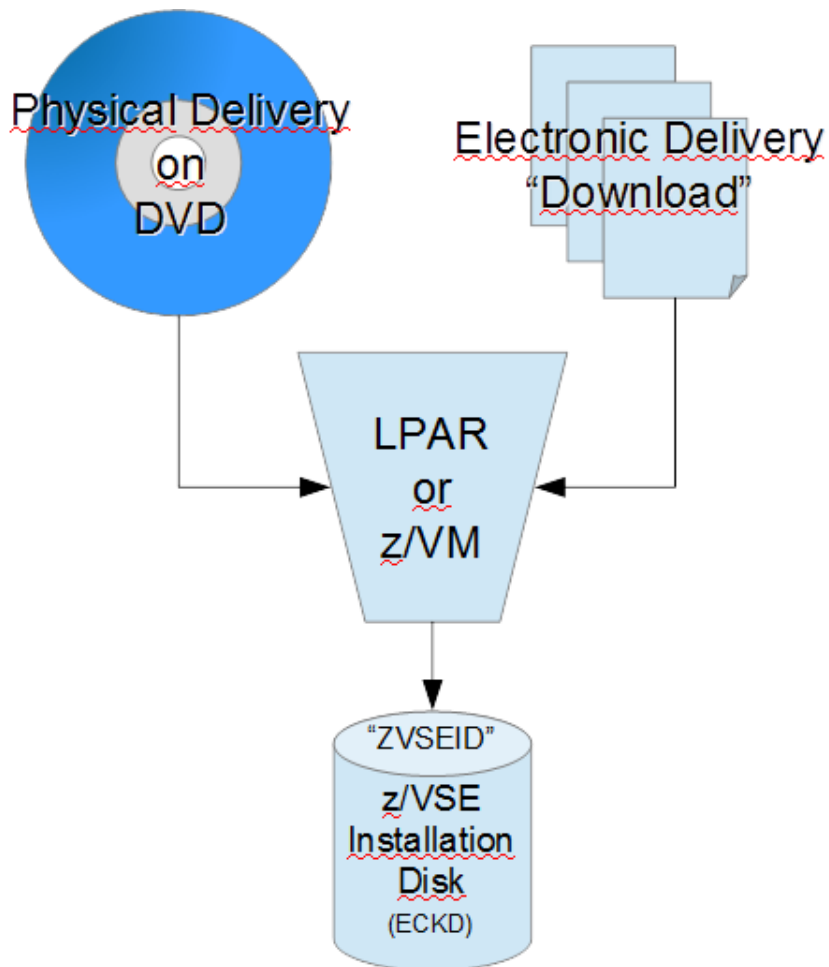 Physical Delivery
on
DVD
Electronic Delivery
“Download”
LPAR
or
z/VM
“ZVSEID”
z/VSE
Installation
Disk
(ECKD)